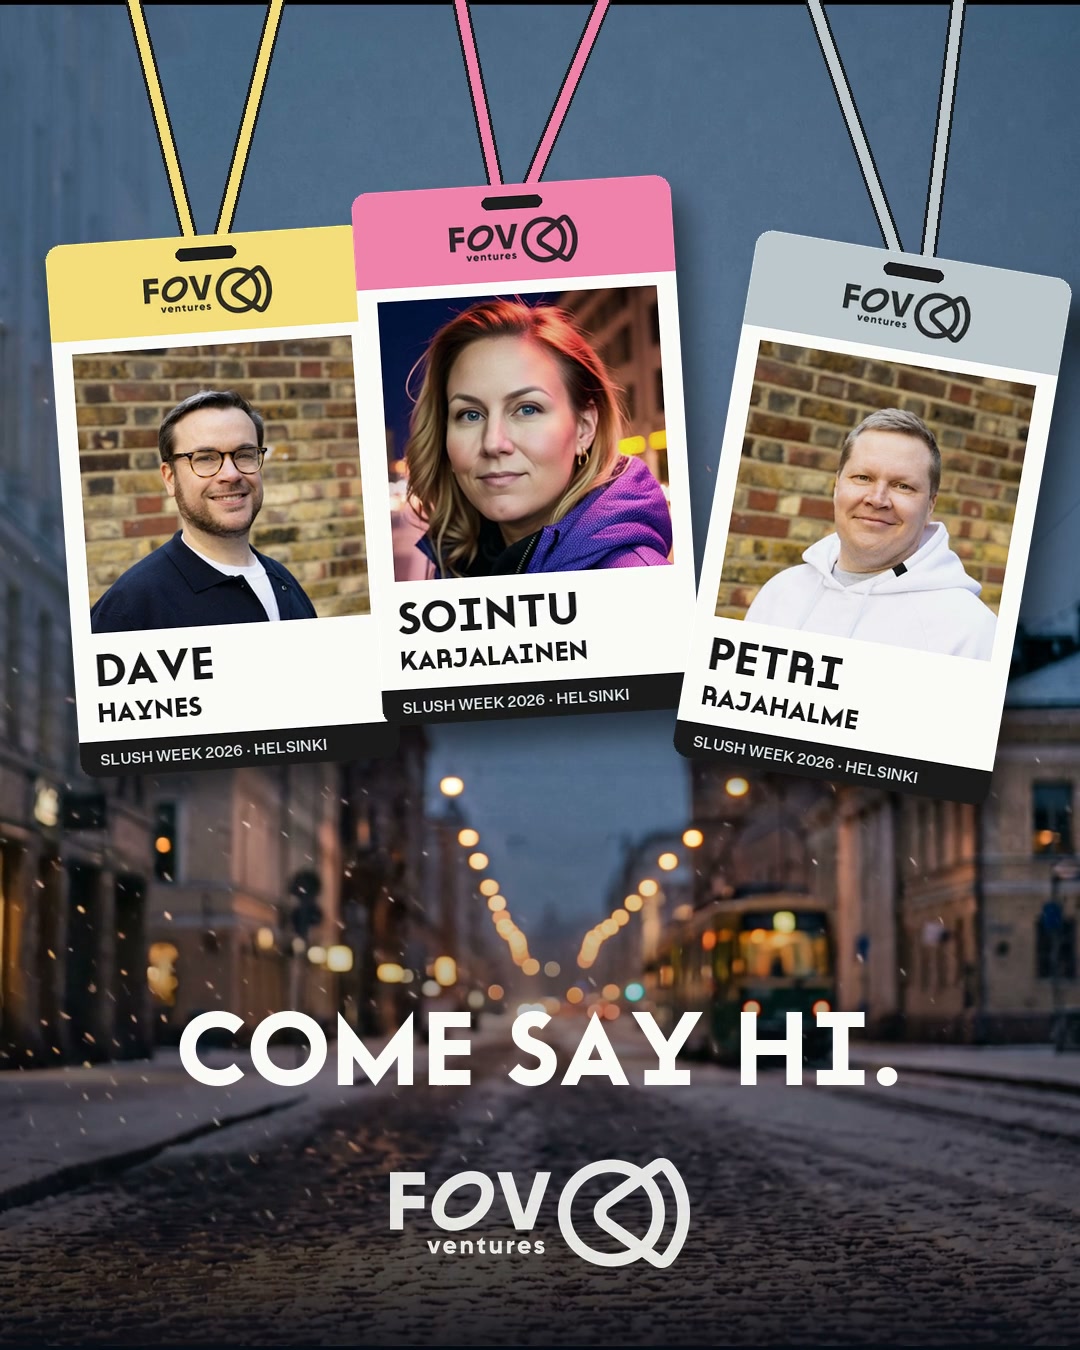 FOV
ventures
DAVE
HAYNES
SLUSH WEEK 2026 · HELSINKI
FOV
ventures
SOINTU
KARJALAINEN
SLUSH WEEK 2026 · HELSINKI
FOV
ventures
PETRI
RAJAHALME
SLUSH WEEK 2026 · HELSINKI
COME SAY HI.
FOV
ventures